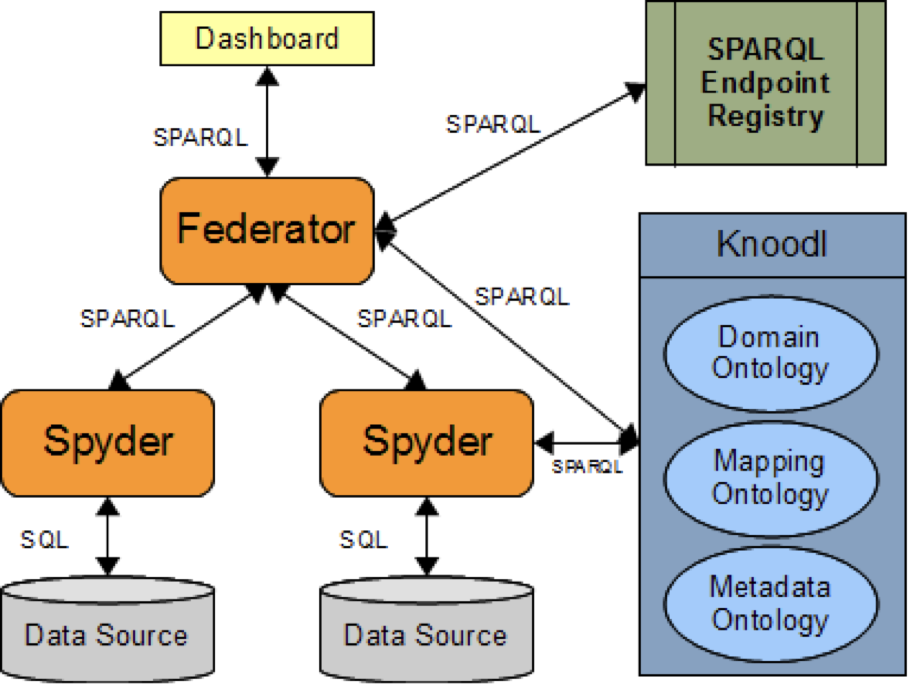 Dashboard
SPARQL
Endpoint
Registry
SPARQL
SPARQL
Federator
Knoodl
SPARQL
SPARQL
SPARQL
Domain
Ontology
Spyder
Spyder
SPARQL
Mapping
Ontology
SQL
SQL
Metadata
Ontology
Data Source
Data Source